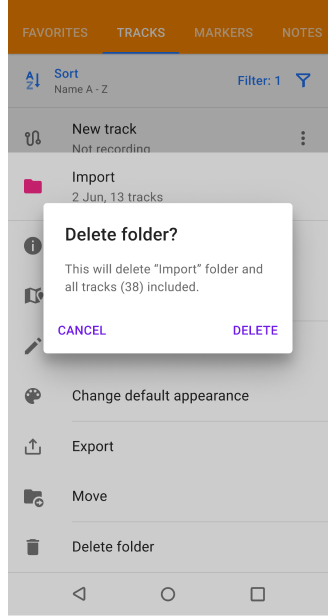 FAVORITES TRACKS MARKERS NOTES
Sort
Name A - Z
Filter: 1
New track
Not recording
Import
2 Jun, 13 tracks
Delete folder?
This will delete “Import” folder and
all tracks (38) included.
CANCEL DELETE
Change default appearance
Export
Move
Delete folder